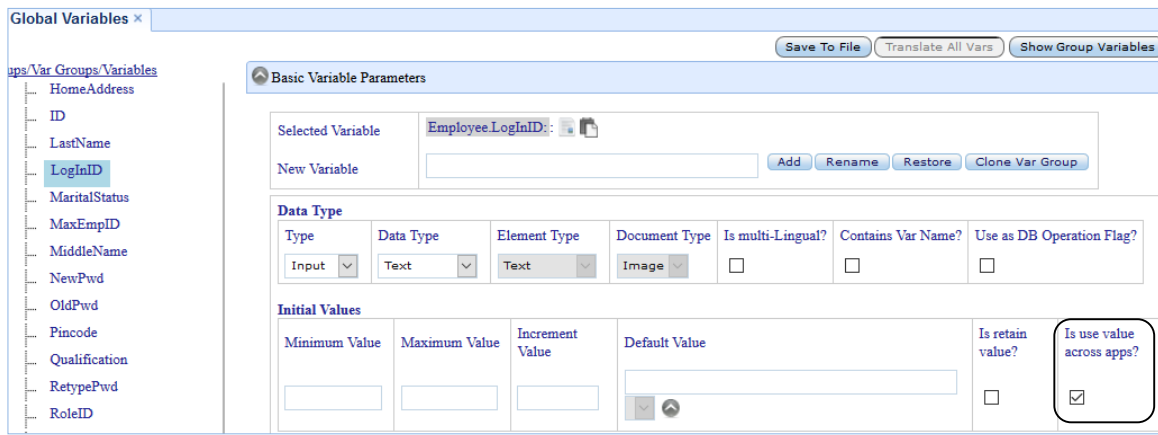 Global Variables ×
Save To File Translate All Vars Show Group Variables
ups/Var Groups/Variables
HomeAddress
ID
LastName
LogInID
MaritalStatus
MaxEmpID
MiddleName
NewPwd
OldPwd
Pincode
Qualification
RetypePwd
RoleID
Basic Variable Parameters
Selected Variable Employee.LogInID: :
New Variable Add Rename Restore Clone Var Group
Data Type
Type Data Type Element Type Document Type Is multi-Lingual? Contains Var Name? Use as DB Operation Flag?
Input Text Text Image
Initial Values
Minimum Value Maximum Value Increment Value Default Value Is retain value? Is use value across apps?